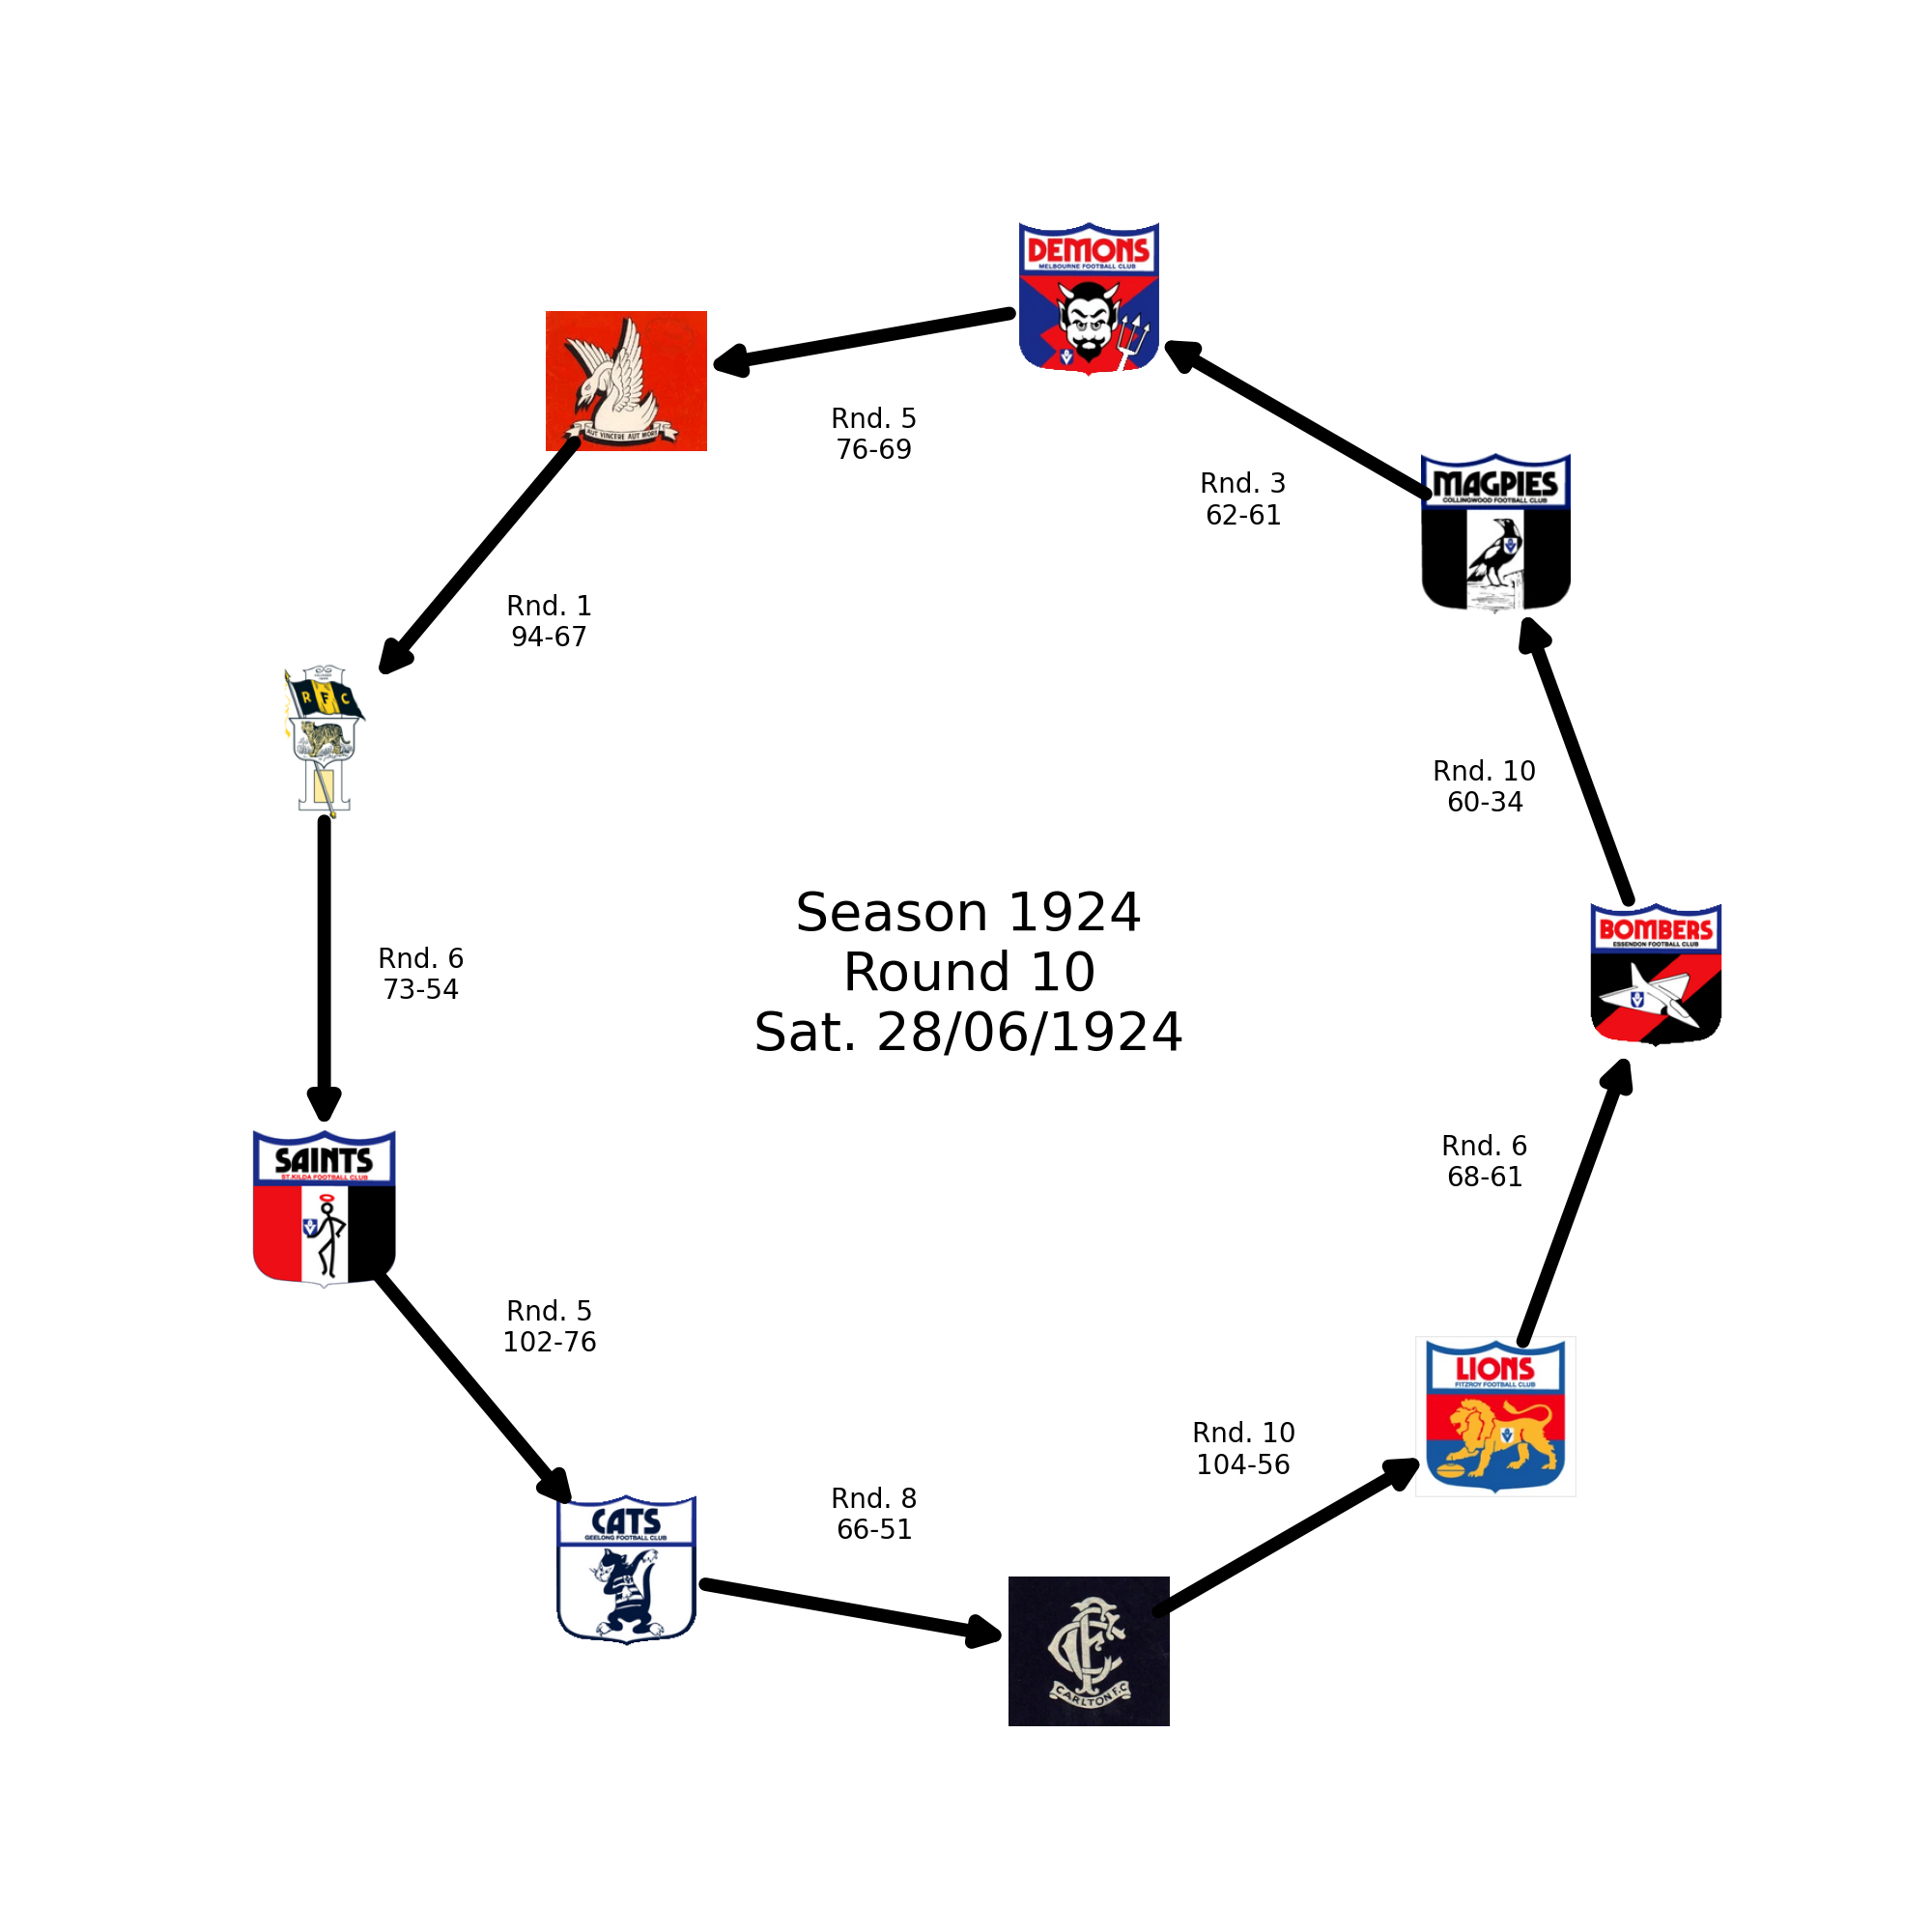 DEMONS
MELBOURNE FOOTBALL CLUB
AUT VINCERE AUT MORI
Rnd. 5
76-69
MAGPIES
COLLINGWOOD FOOTBALL CLUB
Rnd. 3
62-61
Rnd. 1
94-67
R F C
Rnd. 10
60-34
Season 1924
Round 10
Sat. 28/06/1924
BOMBERS
ESSENDON FOOTBALL CLUB
Rnd. 6
73-54
SAINTS
ST.KILDA FOOTBALL CLUB
Rnd. 6
68-61
Rnd. 5
102-76
LIONS
FITZROY FOOTBALL CLUB
Rnd. 10
104-56
CATS
GEELONG FOOTBALL CLUB
Rnd. 8
66-51
CFC
CARLTON F.C